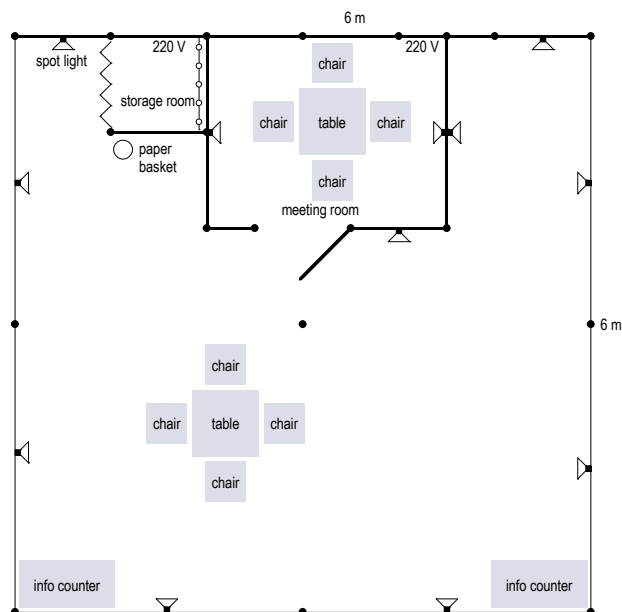 6 m
220 V
220 V
spot light
chair
storage room
chair
table
chair
paper
basket
chair
meeting room
6 m
chair
chair
table
chair
chair
info counter
info counter